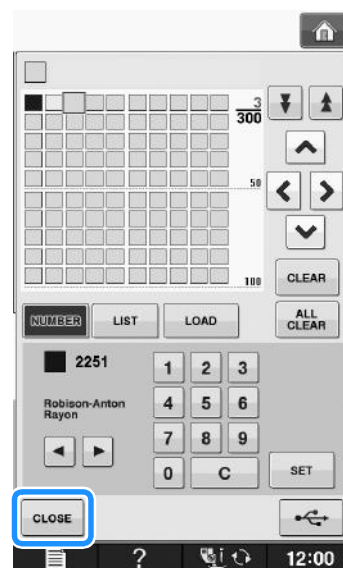 3
300
50
100
CLEAR
NUMBER
LIST
LOAD
ALL
CLEAR
2251
1
2
3
Robison-Anton
Rayon
4
5
6
7
8
9
0
C
SET
CLOSE
?
12:00